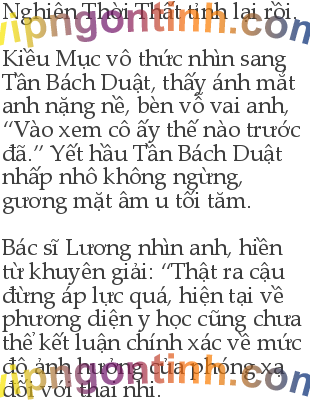 Nghiên Thời Thất tỉnh lại rồi.
vipngontinh.com
Kiều Mục vô thức nhìn sang
Tần Bách Duật, thấy ánh mắt
anh nặng nề, bèn vỗ vai anh,
“Vào xem cô ấy thế nào trước
đã.” Yết hầu Tần Bách Duật
nhấp nhô không ngừng,
gương mặt âm u tối tăm.
Bác sĩ Lương nhìn anh, hiền
từ khuyên giải: “Thật ra cậu
đừng áp lực quá, hiện tại về
phương diện y học cũng chưa
thể kết luận chính xác về mức
độ ảnh hưởng của phóng xạ
vipngontinh.com
đối với thai nhi.